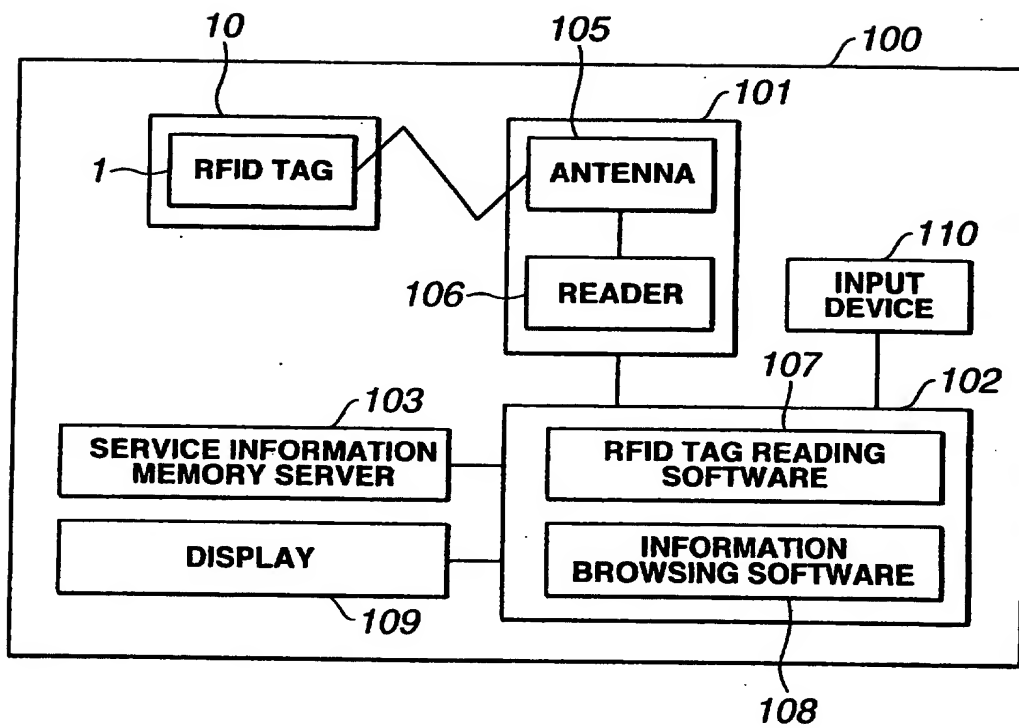 10
105
100
101
1
RFID TAG
ANTENNA
110
106
READER
INPUT
DEVICE
107
102
103
SERVICE INFORMATION
MEMORY SERVER
RFID TAG READING
SOFTWARE
DISPLAY
INFORMATION
BROWSING SOFTWARE
109
108